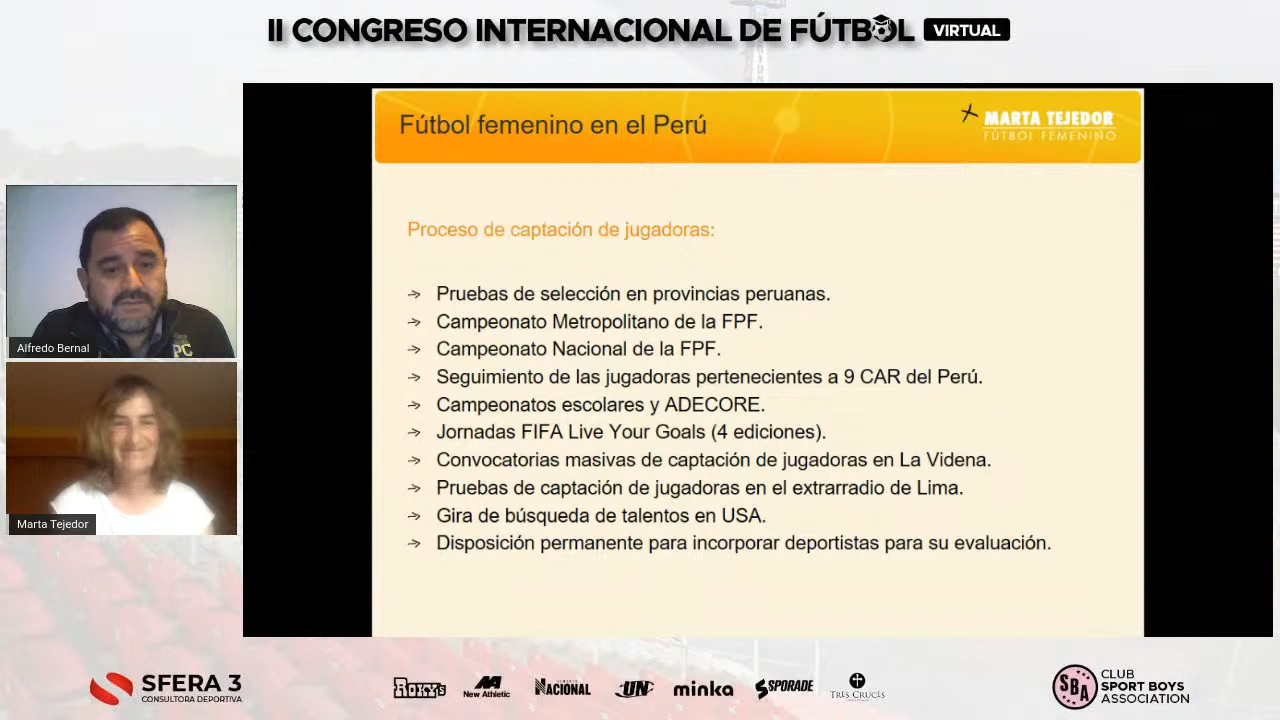 II CONGRESO INTERNACIONAL DE FÚTBOL VIRTUAL
Fútbol femenino en el Perú
MARTA TEJEDOR
FÚTBOL FEMENINO
Proceso de captación de jugadoras:
Pruebas de selección en provincias peruanas.
Campeonato Metropolitano de la FPF.
Campeonato Nacional de la FPF.
Seguimiento de las jugadoras pertenecientes a 9 CAR del Perú.
Campeonatos escolares y ADECORE.
Jornadas FIFA Live Your Goals (4 ediciones).
Convocatorias masivas de captación de jugadoras en La Videna.
Pruebas de captación de jugadoras en el extrarradio de Lima.
Gira de búsqueda de talentos en USA.
Disposición permanente para incorporar deportistas para su evaluación.
Alfredo Bernal
PC
Marta Tejedor
SFERA 3
CONSULTORA DEPORTIVA
ROKYS
New Athletic
NACIONAL
UN
minka
SPORADE
TRES CRUCES
SBA
CLUB
SPORT BOYS
ASSOCIATION